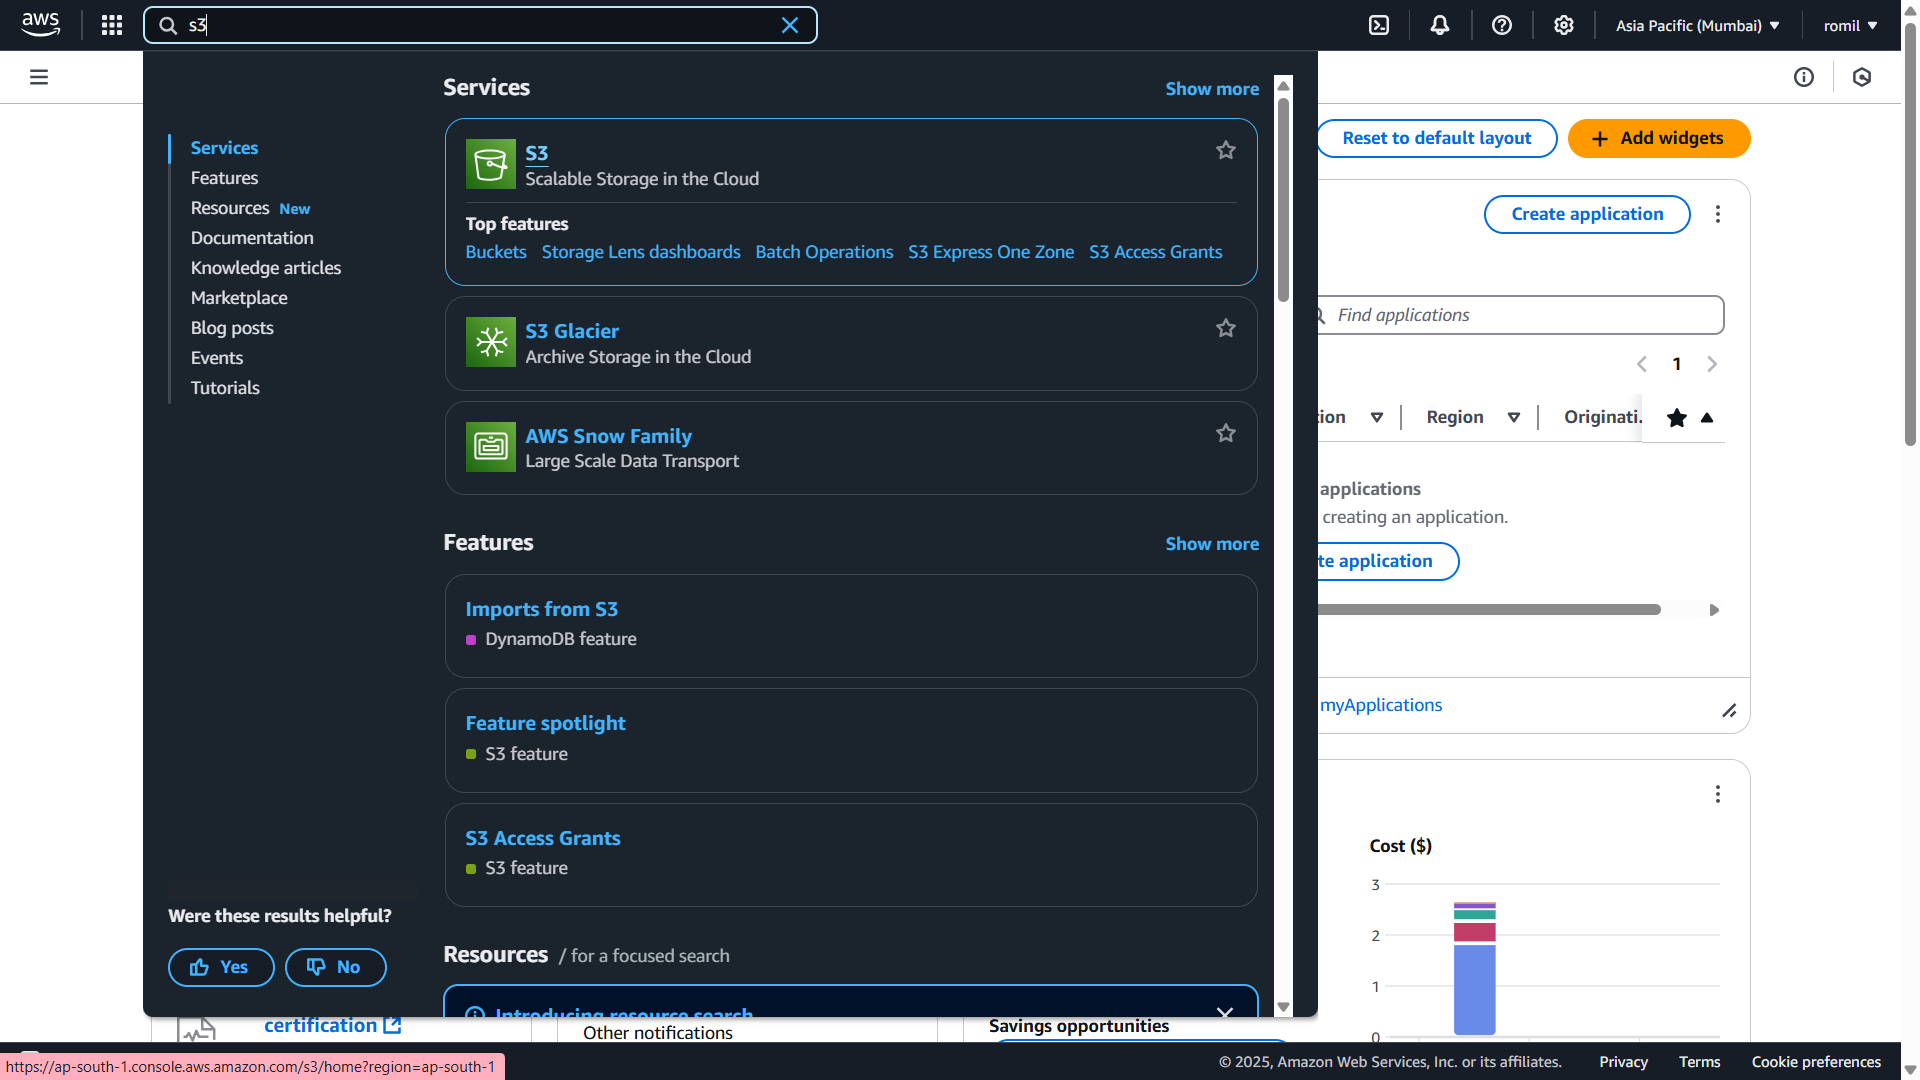 aws
s3
Asia Pacific (Mumbai)
romil
Services
Features
Resources New
Documentation
Knowledge articles
Marketplace
Blog posts
Events
Tutorials
Were these results helpful?
Yes
No
Services
Show more
S3
Scalable Storage in the Cloud
Top features
Buckets Storage Lens dashboards Batch Operations S3 Express One Zone S3 Access Grants
S3 Glacier
Archive Storage in the Cloud
AWS Snow Family
Large Scale Data Transport
Features
Show more
Imports from S3
DynamoDB feature
Feature spotlight
S3 feature
S3 Access Grants
S3 feature
Resources / for a focused search
Introducing resource search
Reset to default layout
Add widgets
Create application
Find applications
1
tion
Region
Originati.
applications
creating an application.
te application
myApplications
Cost ($)
3
2
1
0
certification
Other notifications
Savings opportunities
https://ap-south-1.console.aws.amazon.com/s3/home?region=ap-south-1
© 2025, Amazon Web Services, Inc. or its affiliates.
Privacy
Terms
Cookie preferences